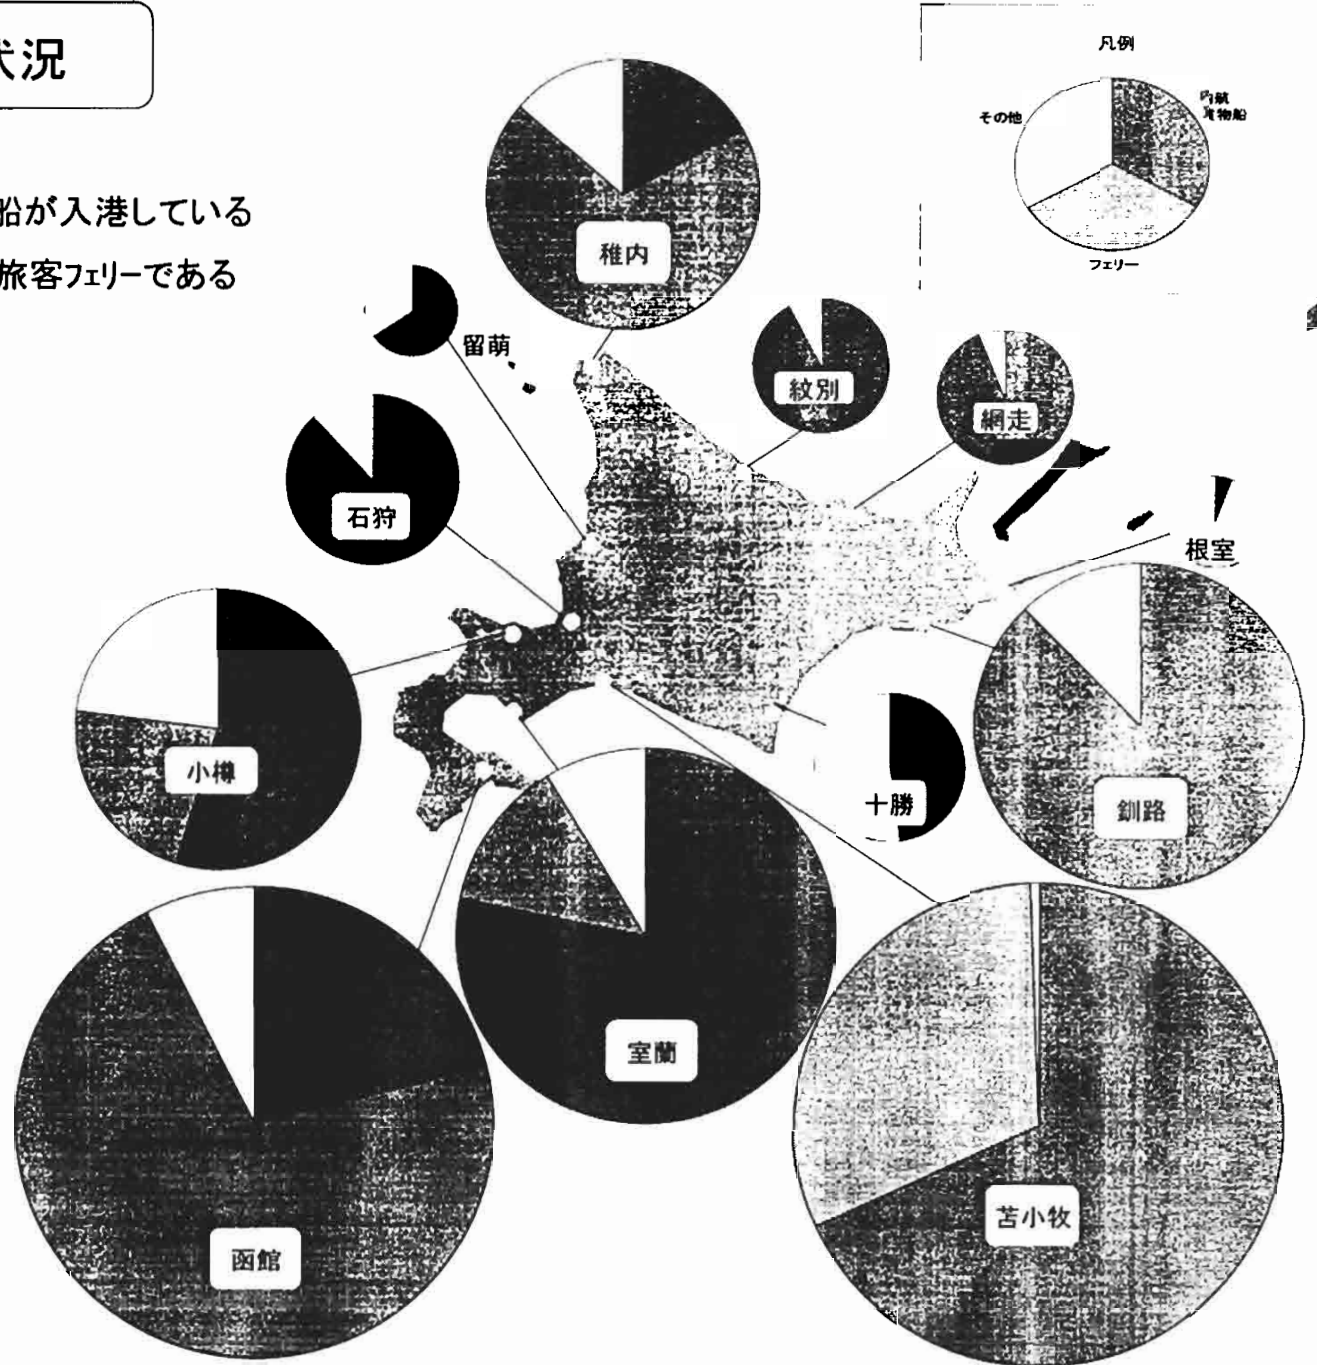 状況
船が入港している
旅客フェリーである
凡例
その他
内航
貨物船
フェリー
稚内
留萌
紋別
網走
石狩
根室
小樽
十勝
釧路
室蘭
苫小牧
函館